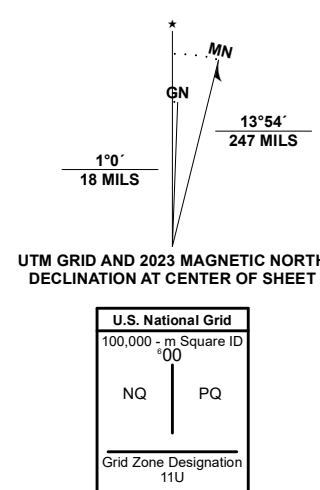 ★
MN
GN
13°54´
247 MILS
1°0´
18 MILS
UTM GRID AND 2023 MAGNETIC NORTH
DECLINATION AT CENTER OF SHEET
U.S. National Grid
100,000 - m Square ID
⁶00
NQ PQ
Grid Zone Designation
11U